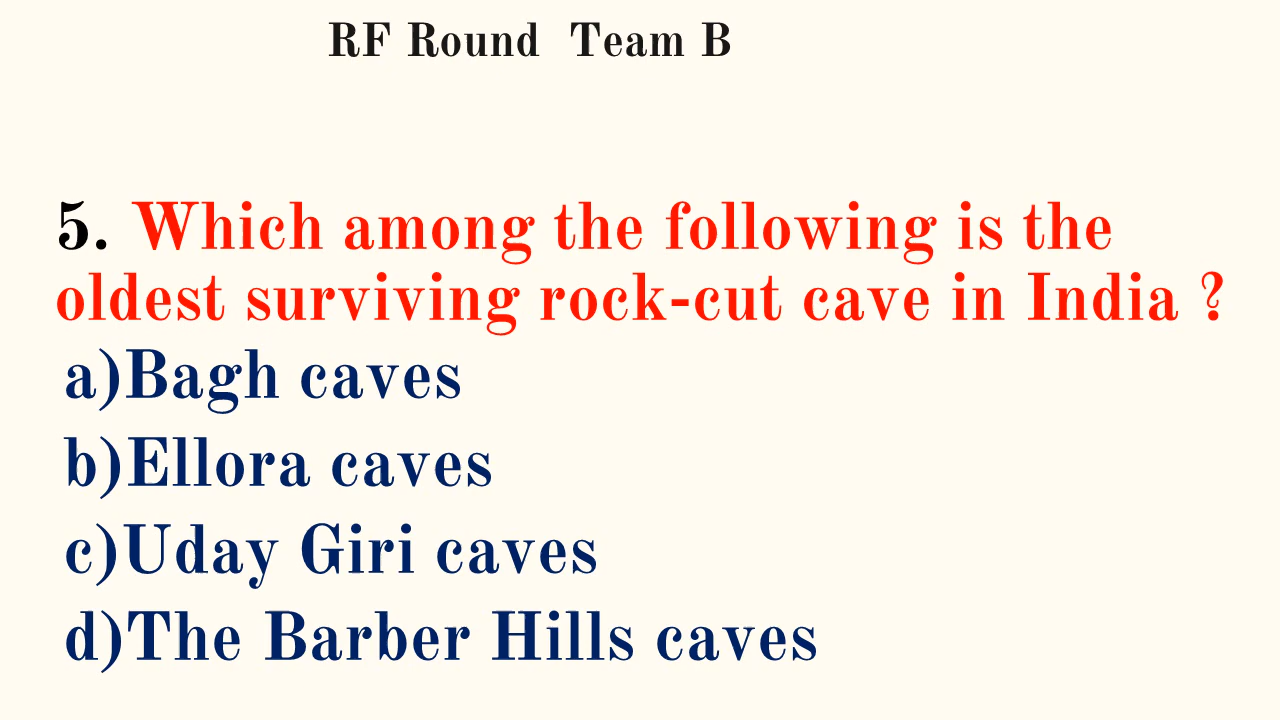 RF Round  Team B
5. Which among the following is the
oldest surviving rock-cut cave in India ?
a)Bagh caves
b)Ellora caves
c)Uday Giri caves
d)The Barber Hills caves